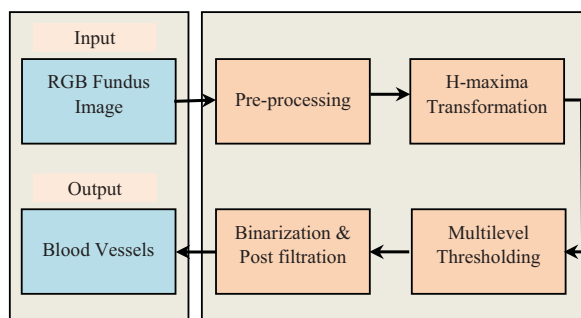 Input
RGB Fundus
Image
Pre-processing
H-maxima
Transformation
Output
Blood Vessels
Binarization &
Post filtration
Multilevel
Thresholding